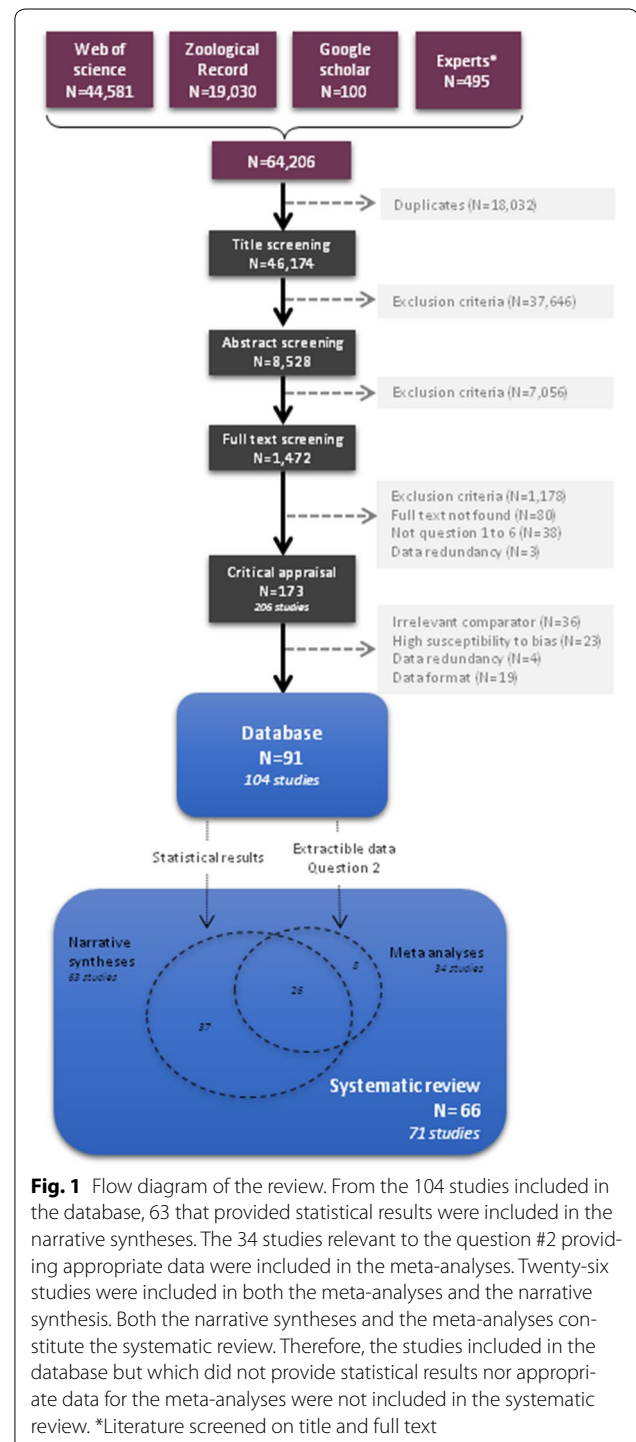 Web of
science
N=44,581
Zoological
Record
N=19,030
Google
scholar
N=100
Experts*
N=495
N=64,206
Duplicates (N=18,032)
Title screening
N=46,174
Exclusion criteria (N=37,646)
Abstract screening
N=8,528
Exclusion criteria (N=7,056)
Full text screening
N=1,472
Exclusion criteria (N=1,178)
Full text not found (N=80)
Not question 1 to 6 (N=38)
Data redundancy (N=3)
Critical appraisal
N=173
206 studies
Irrelevant comparator (N=36)
High susceptibility to bias (N=23)
Data redundancy (N=4)
Data format (N=19)
Database
N=91
104 studies
Statistical results
Extractible data
Question 2
Narrative
syntheses
63 studies
Meta analyses
34 studies
8
26
37
Systematic review
N= 66
71 studies
Fig. 1 Flow diagram of the review. From the 104 studies included in
the database, 63 that provided statistical results were included in the
narrative syntheses. The 34 studies relevant to the question #2 provid-
ing appropriate data were included in the meta-analyses. Twenty-six
studies were included in both the meta-analyses and the narrative
synthesis. Both the narrative syntheses and the meta-analyses con-
stitute the systematic review. Therefore, the studies included in the
database but which did not provide statistical results nor appropri-
ate data for the meta-analyses were not included in the systematic
review. *Literature screened on title and full text